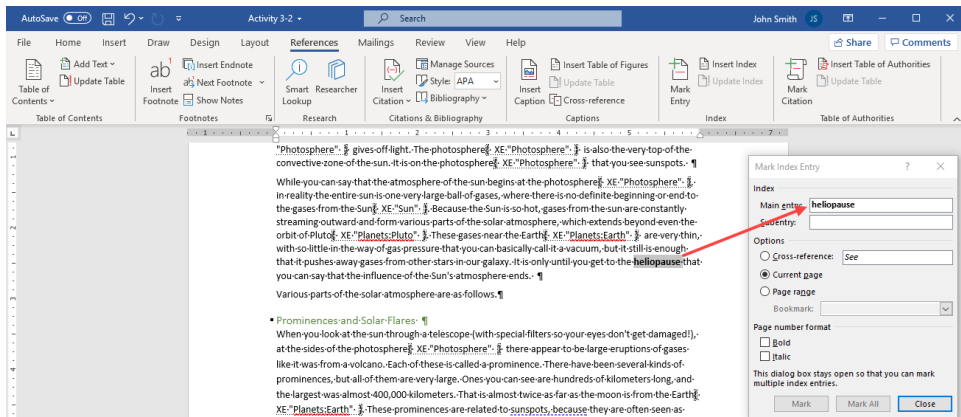 AutoSave Off Activity 3-2 Search John Smith JS
File Home Insert Draw Design Layout References Mailings Review View Help Share Comments
Table of Contents
Add Text
Update Table
Table of Contents
ab Insert Footnote
Insert Endnote
Next Footnote
Show Notes
Footnotes
Smart Lookup
Researcher
Research
Insert Citation
Manage Sources
Style: APA
Bibliography
Citations & Bibliography
Insert Caption
Insert Table of Figures
Update Table
Cross-reference
Captions
Mark Entry
Insert Index
Update Index
Index
Mark Citation
Insert Table of Authorities
Update Table
Table of Authorities
1 1 2 3 4 5 7
"Photosphere"· }· gives·off·light.·The·photosphere{· XE·"Photosphere"· }· is·also·the·very·top·of·the·
convective·zone·of·the·sun.·It·is·on·the·photosphere{· XE·"Photosphere"· }· that·you·see·sunspots.· ¶
While·you·can·say·that·the·atmosphere·of·the·sun·begins·at·the·photosphere{· XE·"Photosphere"· },·
in·reality·the·entire·sun·is·one·very·large·ball·of·gases,·where·there·is·no·definite·beginning·or·end·to·
the·gases·from·the·Sun{· XE·"Sun"· }.·Because·the·Sun·is·so·hot,·gases·from·the·sun·are·constantly·
streaming·outward·and·form·various·parts·of·the·solar·atmosphere,·which·extends·beyond·even·the·
orbit·of·Pluto{· XE·"Planets:Pluto"· }.·These·gases·near·the·Earth{· XE·"Planets:Earth"· }· are·very·thin,·
with·so·little·in·the·way·of·gas·pressure·that·you·can·basically·call·it·a·vacuum,·but·it·still·is·enough·
that·it·pushes·away·gases·from·other·stars·in·our·galaxy.·It·is·only·until·you·get·to·the·heliopause·that·
you·can·say·that·the·influence·of·the·Sun's·atmosphere·ends.· ¶
Various·parts·of·the·solar·atmosphere·are·as·follows.¶
Prominences·and·Solar·Flares· ¶
When·you·look·at·the·sun·through·a·telescope·(with·special·filters·so·your·eyes·don't·get·damaged!),·
at·the·sides·of·the·photosphere{· XE·"Photosphere"· }· there·appear·to·be·large·eruptions·of·gases·
like·it·was·from·a·volcano.·Each·of·these·is·called·a·prominence.·There·have·been·several·kinds·of·
prominences,·but·all·of·them·are·very·large.·Ones·you·can·see·are·hundreds·of·kilometers·long,·and·
the·largest·was·almost·400,000·kilometers.·That·is·almost·twice·as·far·as·the·moon·is·from·the·Earth{·
XE·"Planets:Earth"· }.·These·prominences·are·related·to·sunspots,·because·they·are·often·seen·as·
Mark Index Entry ? ×
Index
Main entry: heliopause
Subentry:
Options
Cross-reference: See
Current page
Page range
Bookmark:
Page number format
Bold
Italic
This dialog box stays open so that you can mark
multiple index entries.
Mark Mark All Close